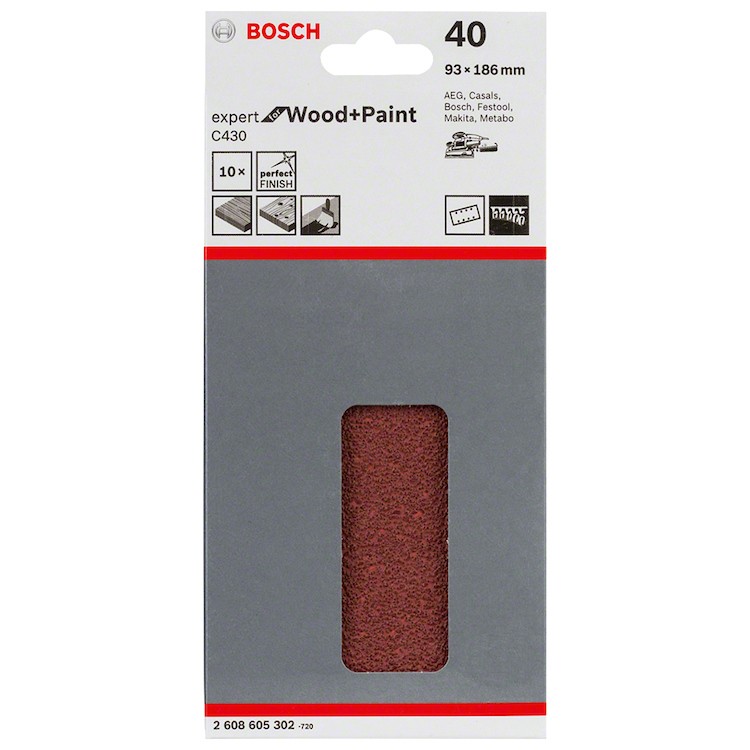 BOSCH
40
93 × 186 mm
AEG, Casals,
Bosch, Festool,
Makita, Metabo
expert for Wood+Paint
C430
10×
perfect
FINISH
2 608 605 302 -720